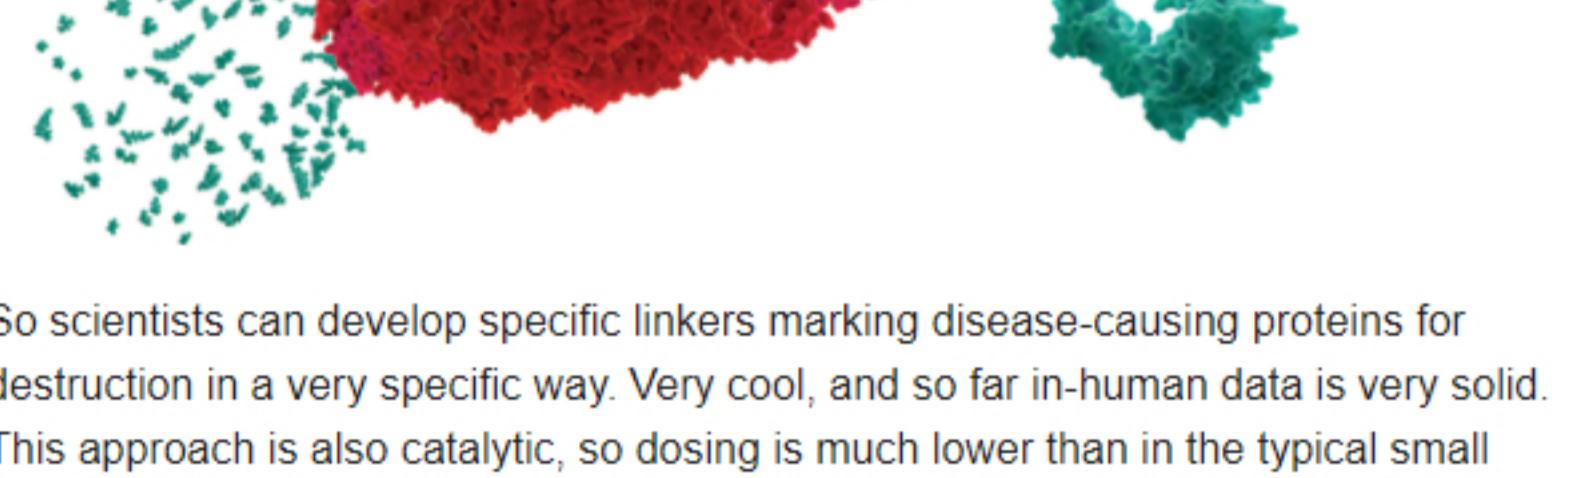 So scientists can develop specific linkers marking disease-causing proteins for
destruction in a very specific way. Very cool, and so far in-human data is very solid.
This approach is also catalytic, so dosing is much lower than in the typical small